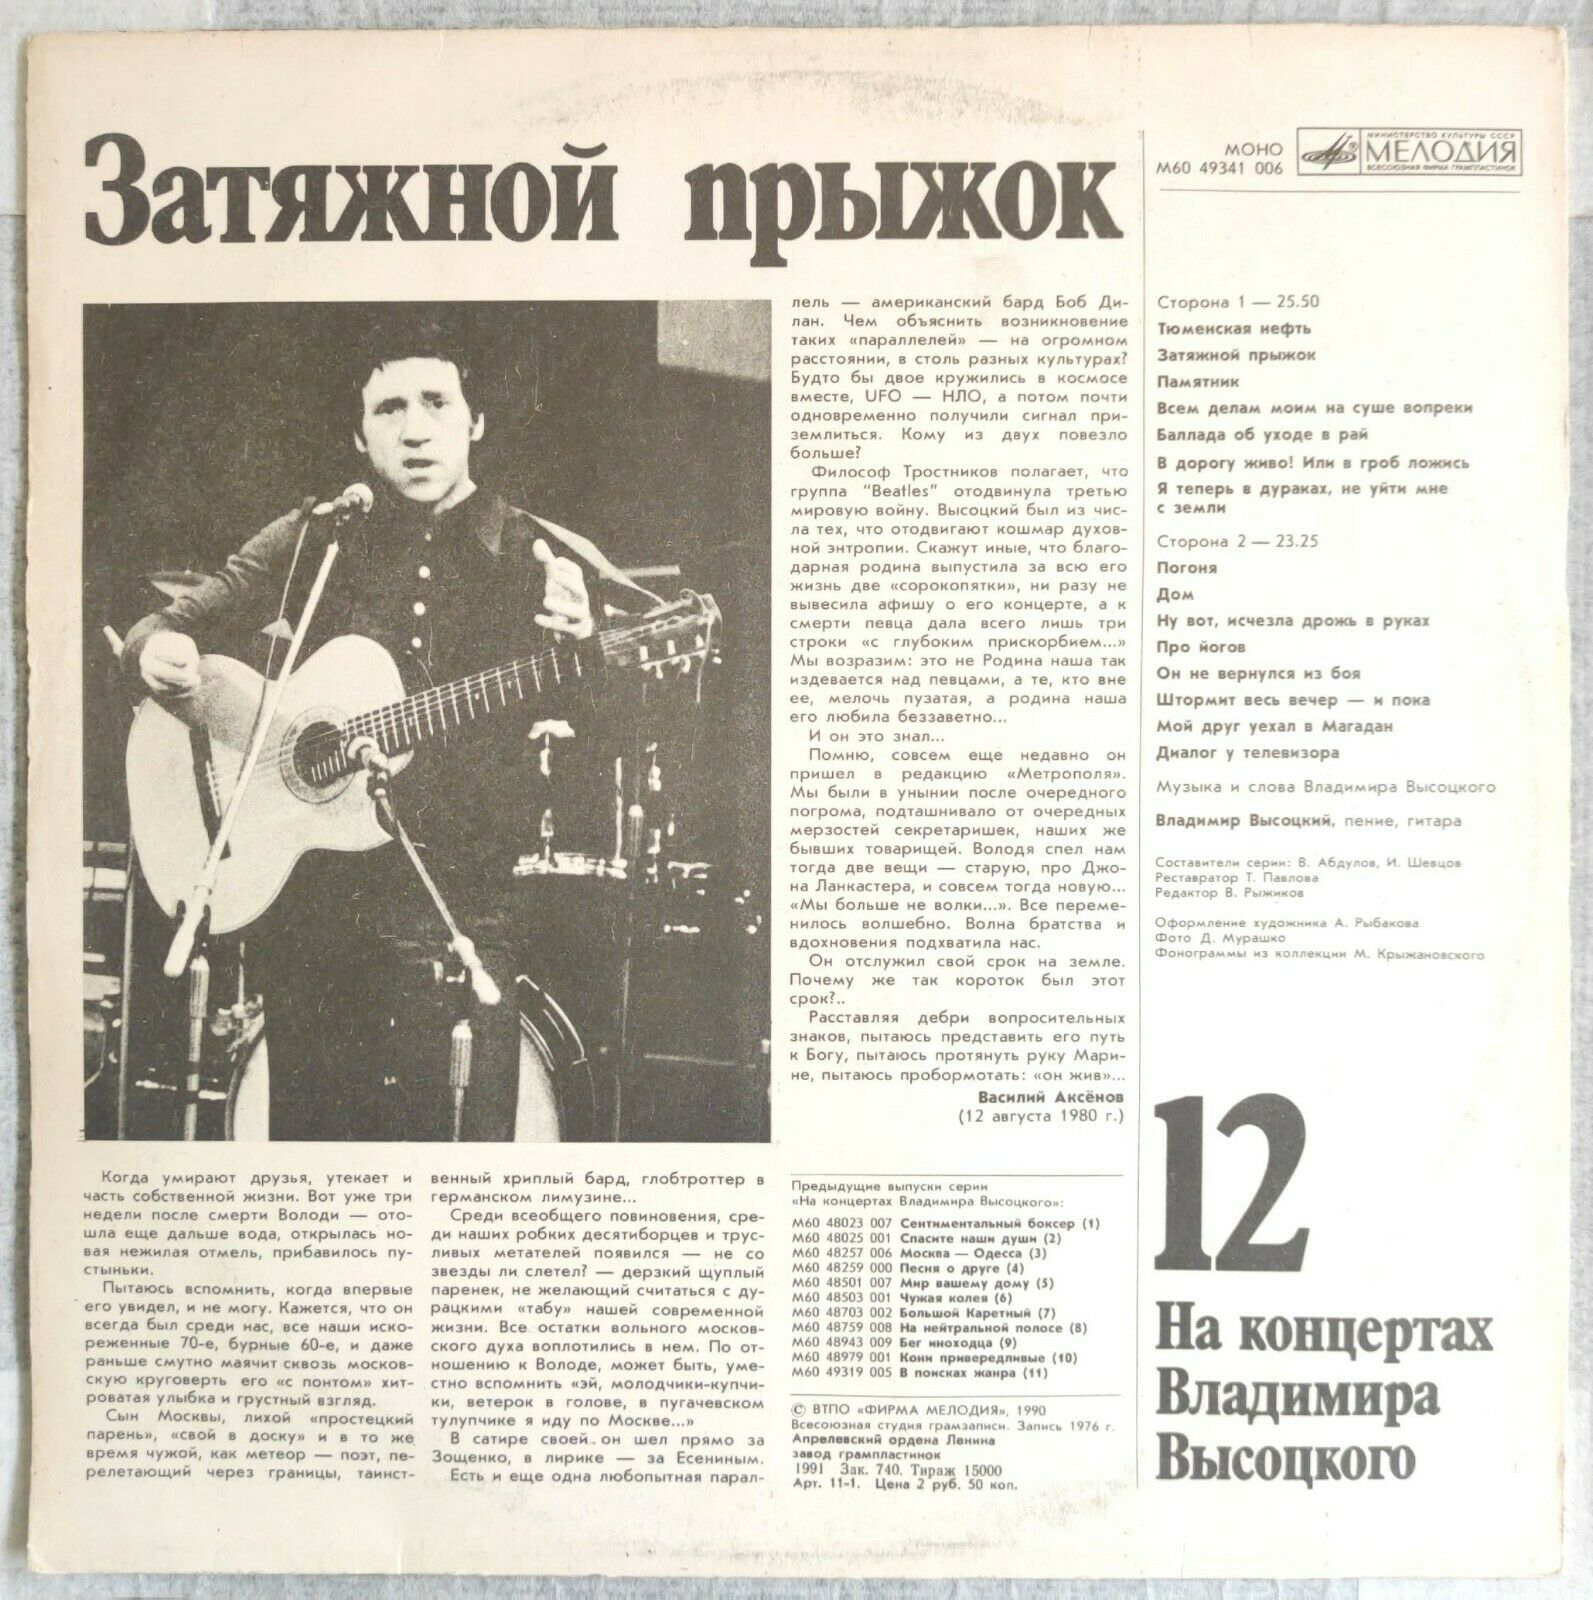 Затяжной прыжок
МОНО
М60 49341 006
МИНИСТЕРСТВО КУЛЬТУРЫ СССР
МЕЛОДИЯ
ВСЕСОЮЗНАЯ ФИРМА ГРАМПЛАСТИНОК
Когда умирают друзья, утекает и
часть собственной жизни. Вот уже три
недели после смерти Володи — ото-
шла еще дальше вода, открылась но-
вая нежилая отмель, прибавилось пу-
стыньки.
Пытаюсь вспомнить, когда впервые
его увидел, и не могу. Кажется, что он
всегда был среди нас, все наши иско-
реженные 70-е, бурные 60-е, и даже
раньше смутно маячит сквозь москов-
скую круговерть его «с понтом» хит-
роватая улыбка и грустный взгляд.
Сын Москвы, лихой «простецкий
парень», «свой в доску» и в то же
время чужой, как метеор — поэт, пе-
релетающий через границы, таинст-
венный хриплый бард, глобтроттер в
германском лимузине...
Среди всеобщего повиновения, сре-
ди наших робких десятиборцев и трус-
ливых метателей появился — не со
звезды ли слетел? — дерзкий щуплый
паренек, не желающий считаться с ду-
рацкими «табу» нашей современной
жизни. Все остатки вольного москов-
ского духа воплотились в нем. По от-
ношению к Володе, может быть, уме-
стно вспомнить «эй, молодчики-купчи-
ки, ветерок в голове, в пугачевском
тулупчике я иду по Москве...»
В сатире своей он шел прямо за
Зощенко, в лирике — за Есениным.
Есть и еще одна любопытная парал-
лель — американский бард Боб Ди-
лан. Чем объяснить возникновение
таких «параллелей» — на огромном
расстоянии, в столь разных культурах?
Будто бы двое кружились в космосе
вместе, UFO — НЛО, а потом почти
одновременно получили сигнал при-
землиться. Кому из двух повезло
больше?
Философ Тростников полагает, что
группа "Beatles" отодвинула третью
мировую войну. Высоцкий был из чис-
ла тех, что отодвигают кошмар духов-
ной энтропии. Скажут иные, что благо-
дарная родина выпустила за всю его
жизнь две «сорокопятки», ни разу не
вывесила афишу о его концерте, а к
смерти певца дала всего лишь три
строки «с глубоким прискорбием...»
Мы возразим: это не Родина наша так
издевается над певцами, а те, кто вне
ее, мелочь пузатая, а родина наша
его любила беззаветно...
И он это знал...
Помню, совсем еще недавно он
пришел в редакцию «Метрополя».
Мы были в унынии после очередного
погрома, подташнивало от очередных
мерзостей секретаришек, наших же
бывших товарищей. Володя спел нам
тогда две вещи — старую, про Джо-
на Ланкастера, и совсем тогда новую...
«Мы больше не волки...». Все переме-
нилось волшебно. Волна братства и
вдохновения подхватила нас.
Он отслужил свой срок на земле.
Почему же так короток был этот
срок?..
Расставляя дебри вопросительных
знаков, пытаюсь представить его путь
к Богу, пытаюсь протянуть руку Мари-
не, пытаюсь пробормотать: «он жив»...
Василий Аксёнов
(12 августа 1980 г.)
Предыдущие выпуски серии
«На концертах Владимира Высоцкого»:
М60 48023 007 Сентиментальный боксер (1)
М60 48025 001 Спасите наши души (2)
М60 48257 006 Москва — Одесса (3)
М60 48259 000 Песня о друге (4)
М60 48501 007 Мир вашему дому (5)
М60 48503 001 Чужая колея (6)
М60 48703 002 Большой Каретный (7)
М60 48759 008 На нейтральной полосе (8)
М60 48943 009 Бег иноходца (9)
М60 48979 001 Кони привередливые (10)
М60 49319 005 В поисках жанра (11)
© ВТПО «ФИРМА МЕЛОДИЯ», 1990
Всесоюзная студия грамзаписи. Запись 1976 г.
Апрелевский ордена Ленина
завод грампластинок
1991 Зак. 740. Тираж 15000
Арт. 11-1. Цена 2 руб. 50 коп.
Сторона 1 — 25.50
Тюменская нефть
Затяжной прыжок
Памятник
Всем делам моим на суше вопреки
Баллада об уходе в рай
В дорогу живо! Или в гроб ложись
Я теперь в дураках, не уйти мне
с земли
Сторона 2 — 23.25
Погоня
Дом
Ну вот, исчезла дрожь в руках
Про йогов
Он не вернулся из боя
Штормит весь вечер — и пока
Мой друг уехал в Магадан
Диалог у телевизора
Музыка и слова Владимира Высоцкого
Владимир Высоцкий, пение, гитара
Составители серии: В. Абдулов, И. Шевцов
Реставратор Т. Павлова
Редактор В. Рыжиков
Оформление художника А. Рыбакова
Фото Д. Мурашко
Фонограммы из коллекции М. Крыжановского
12
На концертах
Владимира
Высоцкого